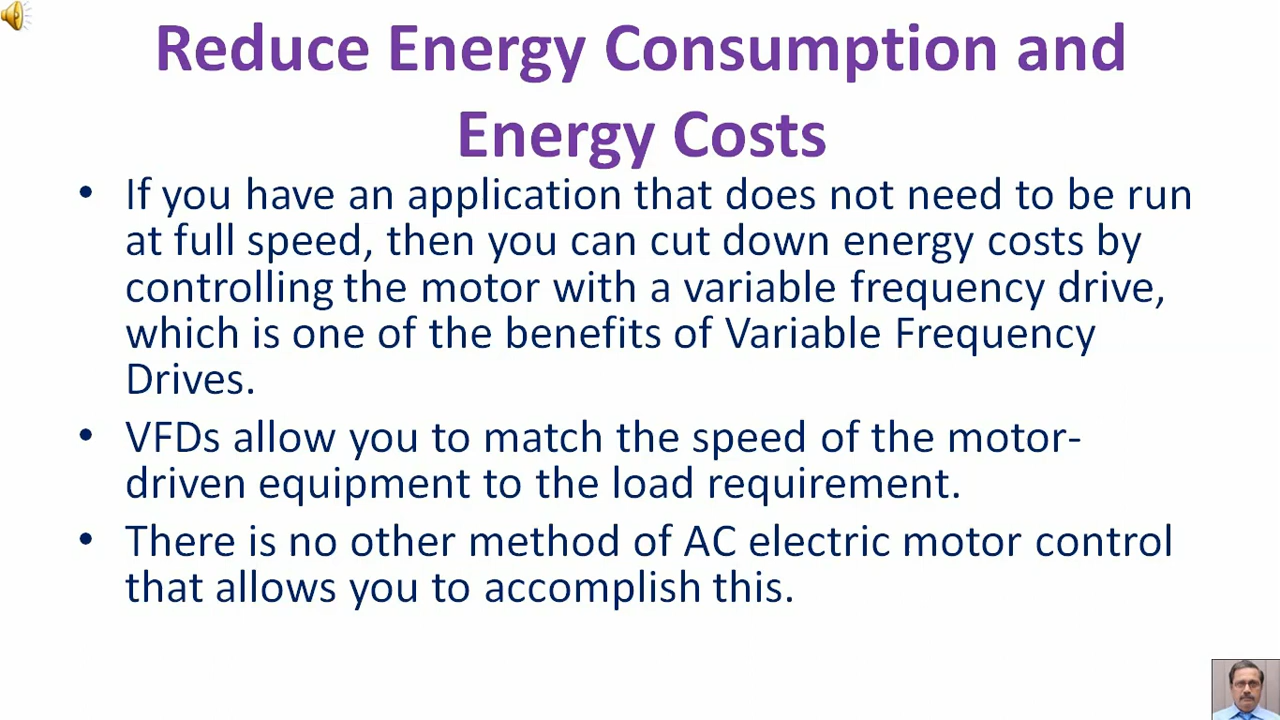 Reduce Energy Consumption and
Energy Costs
• If you have an application that does not need to be run
at full speed, then you can cut down energy costs by
controlling the motor with a variable frequency drive,
which is one of the benefits of Variable Frequency
Drives.
• VFDs allow you to match the speed of the motor-
driven equipment to the load requirement.
• There is no other method of AC electric motor control
that allows you to accomplish this.